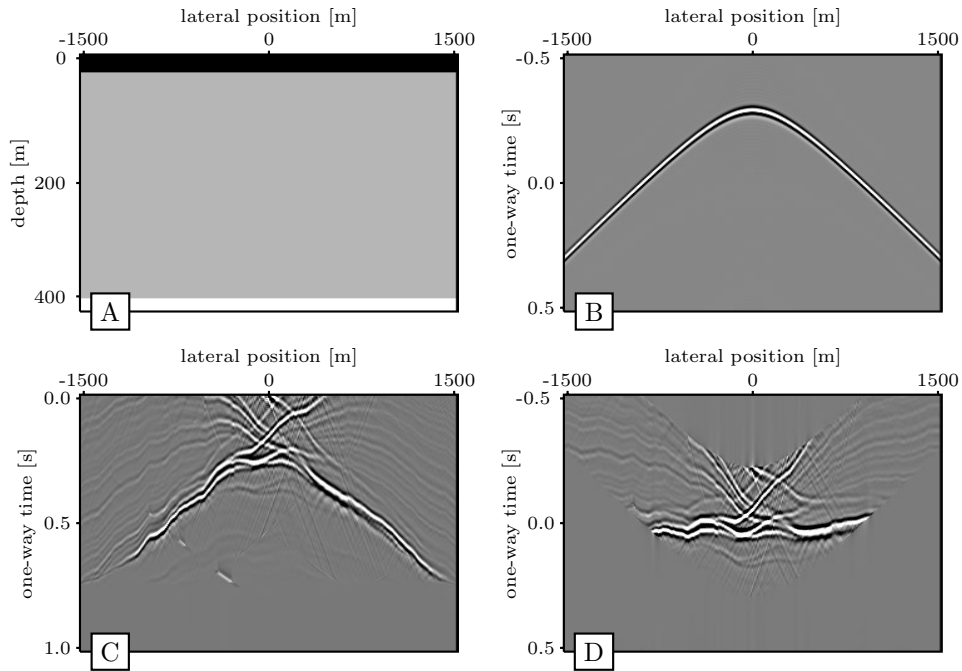 lateral position [m]
-1500 0 1500
0
200
400
depth [m]
A
lateral position [m]
-1500 0 1500
-0.5
0.0
0.5
one-way time [s]
B
lateral position [m]
-1500 0 1500
0.0
0.5
1.0
one-way time [s]
C
lateral position [m]
-1500 0 1500
-0.5
0.0
0.5
one-way time [s]
D